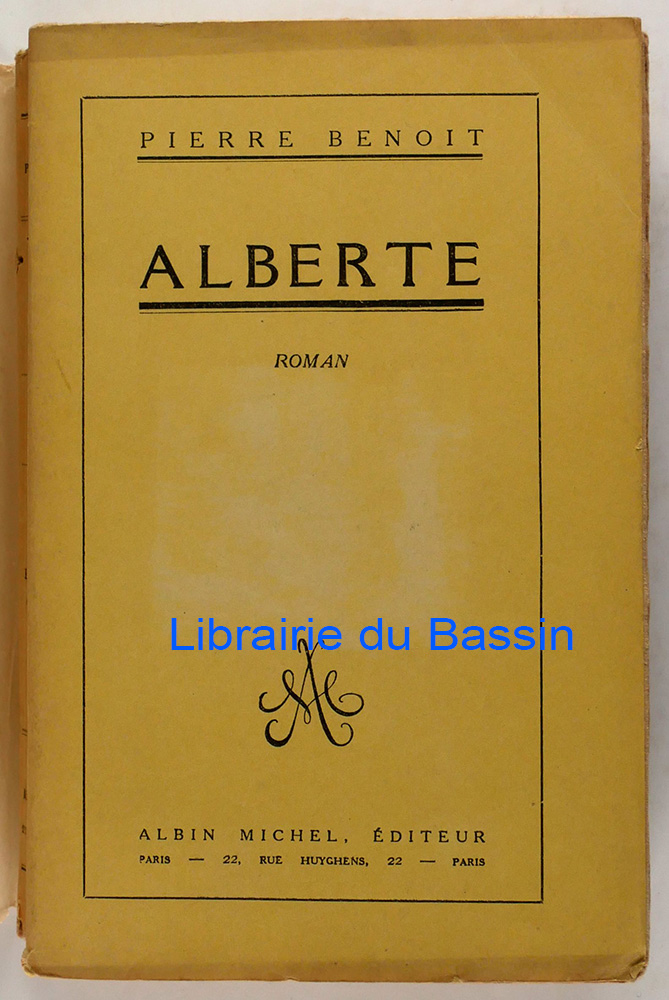 PIERRE BENOIT
ALBERTE
ROMAN
Librairie du Bassin
ALBIN MICHEL, ÉDITEUR
PARIS — 22, RUE HUYGHENS, 22 — PARIS